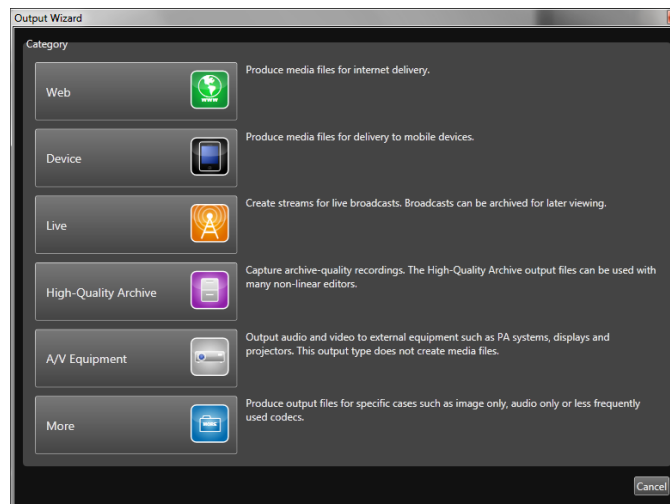 Output Wizard
Category
Web
www
Produce media files for internet delivery.
Device
Produce media files for delivery to mobile devices.
Live
Create streams for live broadcasts. Broadcasts can be archived for later viewing.
High-Quality Archive
Capture archive-quality recordings. The High-Quality Archive output files can be used with
many non-linear editors.
A/V Equipment
Output audio and video to external equipment such as PA systems, displays and
projectors. This output type does not create media files.
More
Produce output files for specific cases such as image only, audio only or less frequently
used codecs.
Cancel